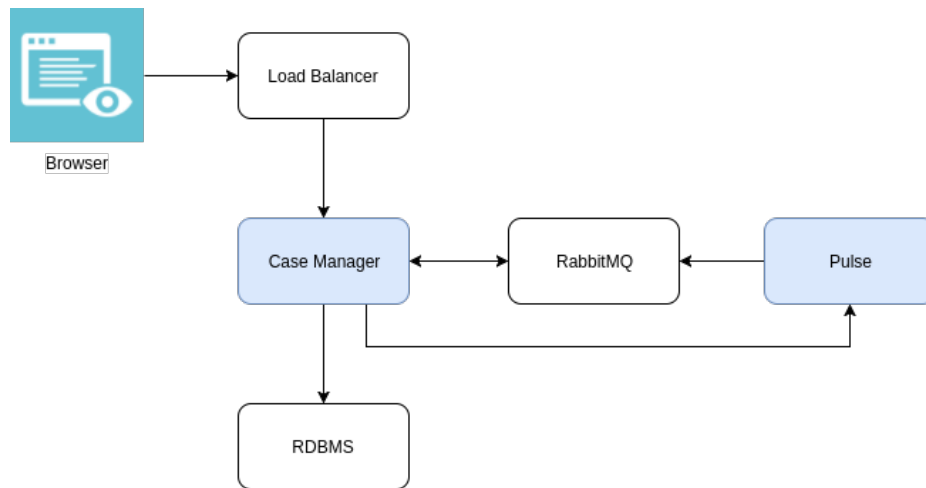 Load Balancer
Browser
Case Manager
RabbitMQ
Pulse
RDBMS